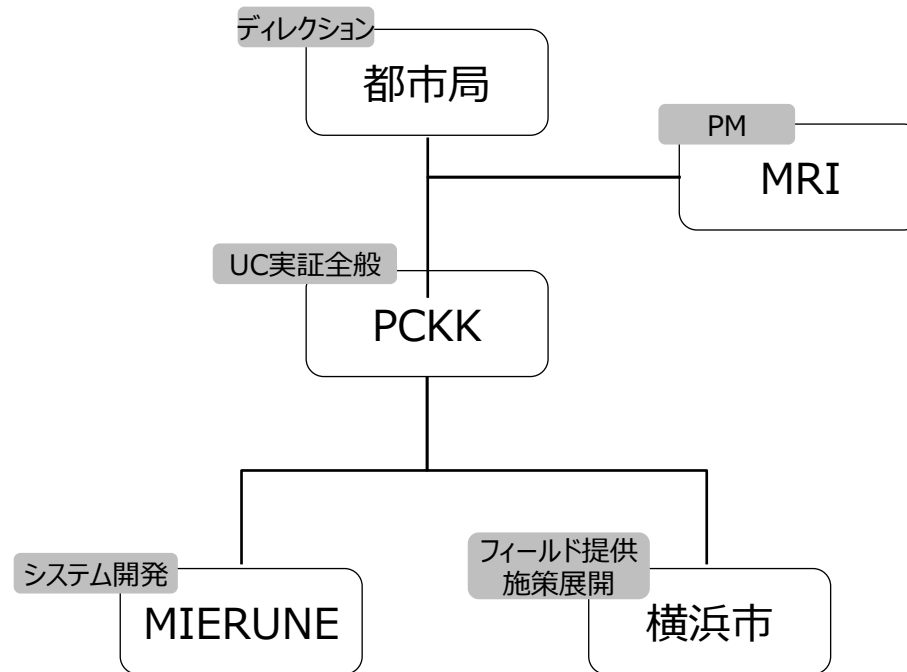 ディレクション
都市局
PM
MRI
UC実証全般
PCKK
システム開発
MIERUNE
フィールド提供
施策展開
横浜市